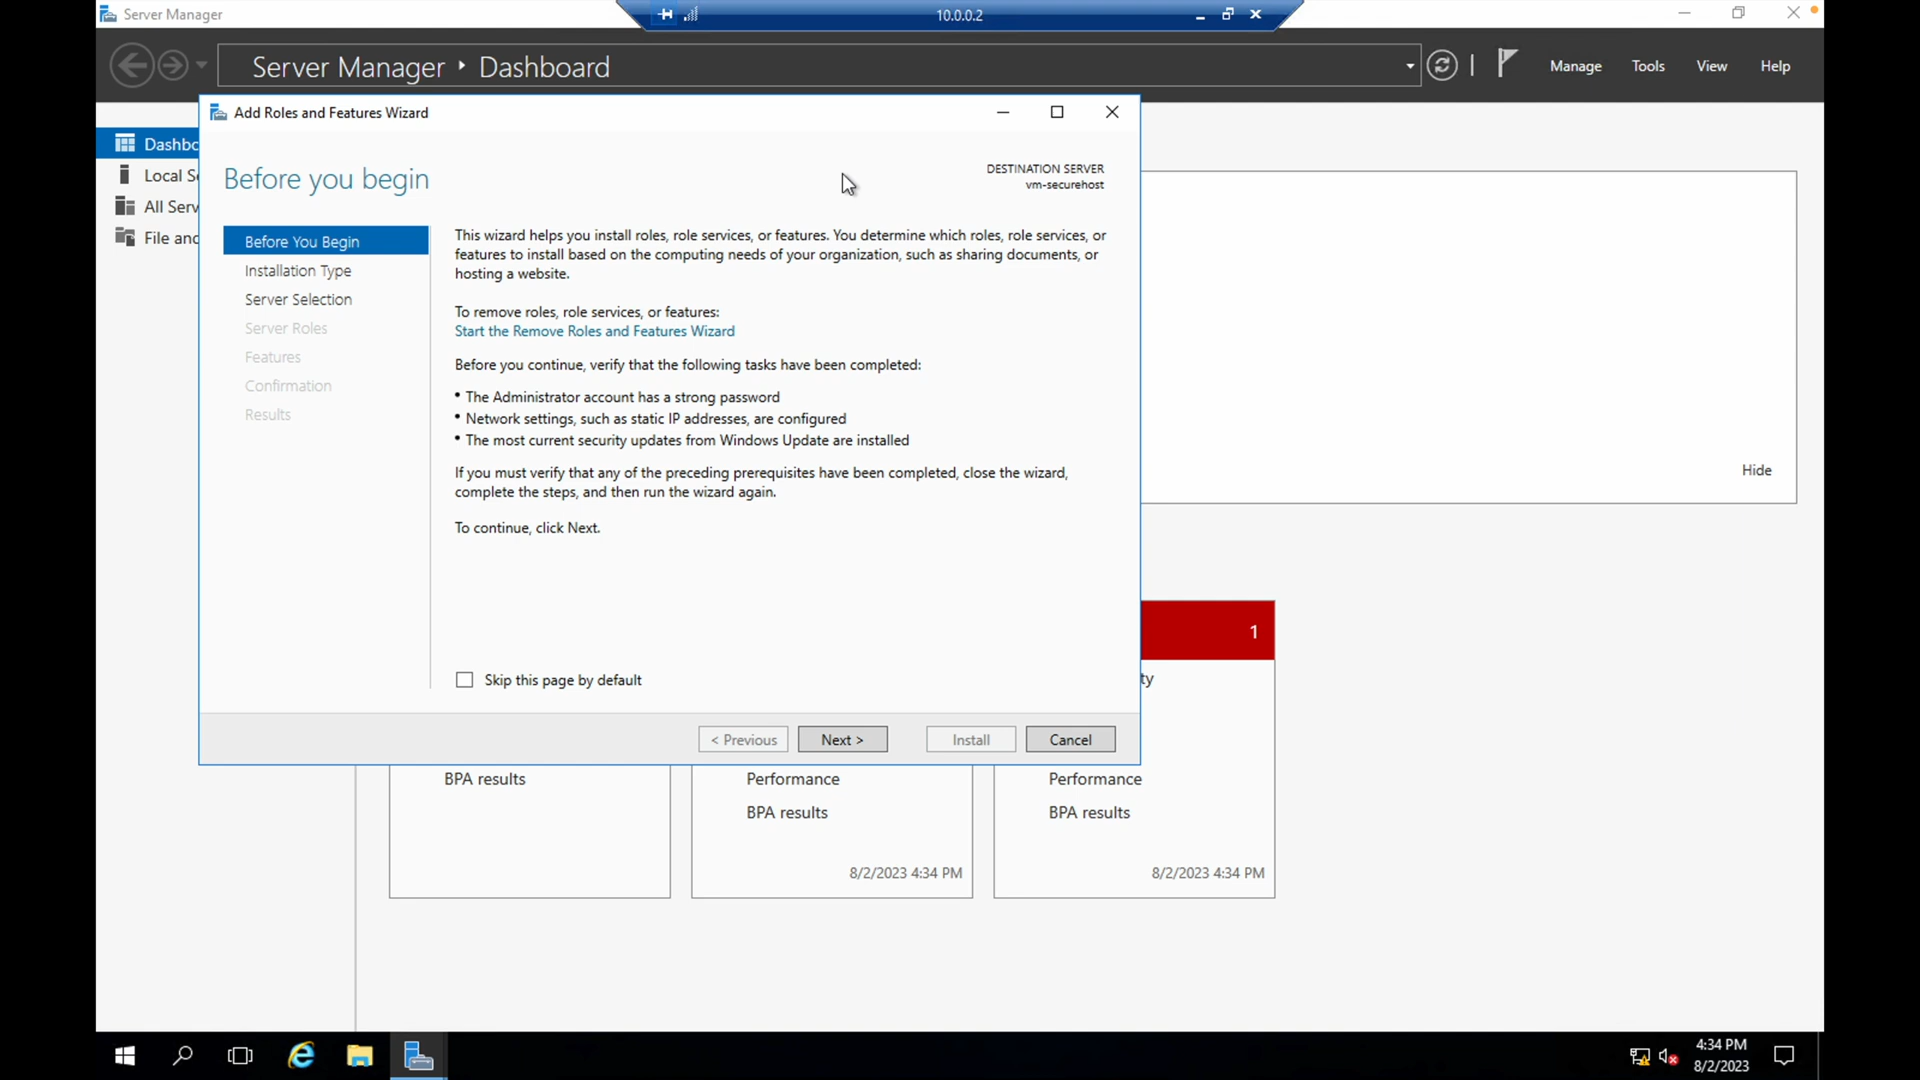 Server Manager
10.0.0.2
Server Manager
Dashboard
Manage
Tools
View
Help
Add Roles and Features Wizard
Before you begin
DESTINATION SERVER
vm-securehost
Before You Begin
Installation Type
Server Selection
Server Roles
Features
Confirmation
Results
This wizard helps you install roles, role services, or features. You determine which roles, role services, or
features to install based on the computing needs of your organization, such as sharing documents, or
hosting a website.
To remove roles, role services, or features:
Start the Remove Roles and Features Wizard
Before you continue, verify that the following tasks have been completed:
• The Administrator account has a strong password
• Network settings, such as static IP addresses, are configured
• The most current security updates from Windows Update are installed
If you must verify that any of the preceding prerequisites have been completed, close the wizard,
complete the steps, and then run the wizard again.
To continue, click Next.
Skip this page by default
< Previous
Next >
Install
Cancel
Dashbo
Local Se
All Serv
File and
Hide
1
ty
BPA results
Performance
BPA results
8/2/2023 4:34 PM
Performance
BPA results
8/2/2023 4:34 PM
4:34 PM
8/2/2023